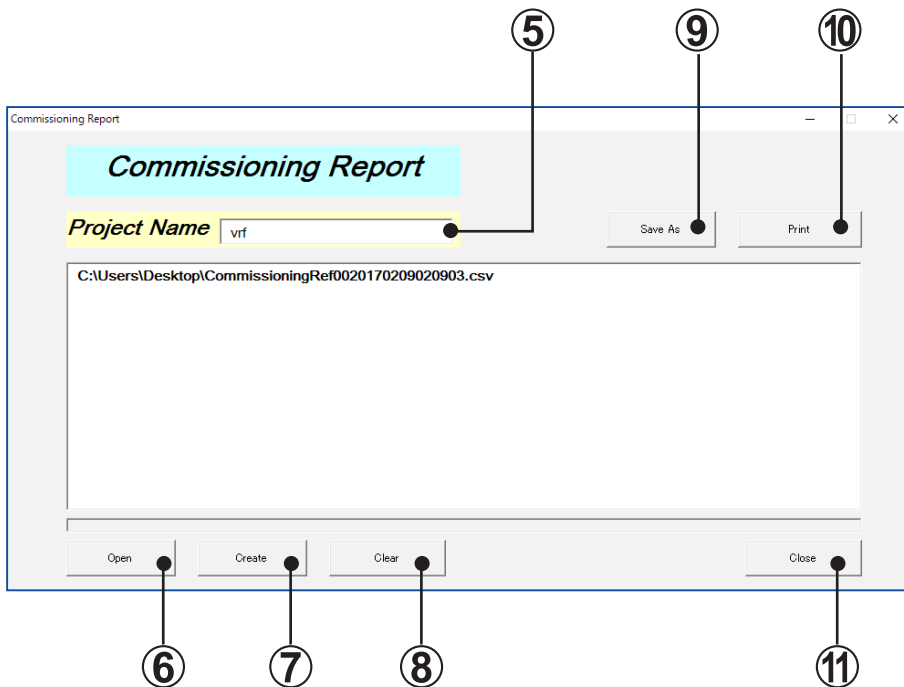 ⑤ ⑨ ⑩
Commissioning Report
Commissioning Report
Project Name vrf Save As Print
C:\Users\Desktop\CommissioningRef0020170209020903.csv
Open Create Clear Close
⑥ ⑦ ⑧ ⑪